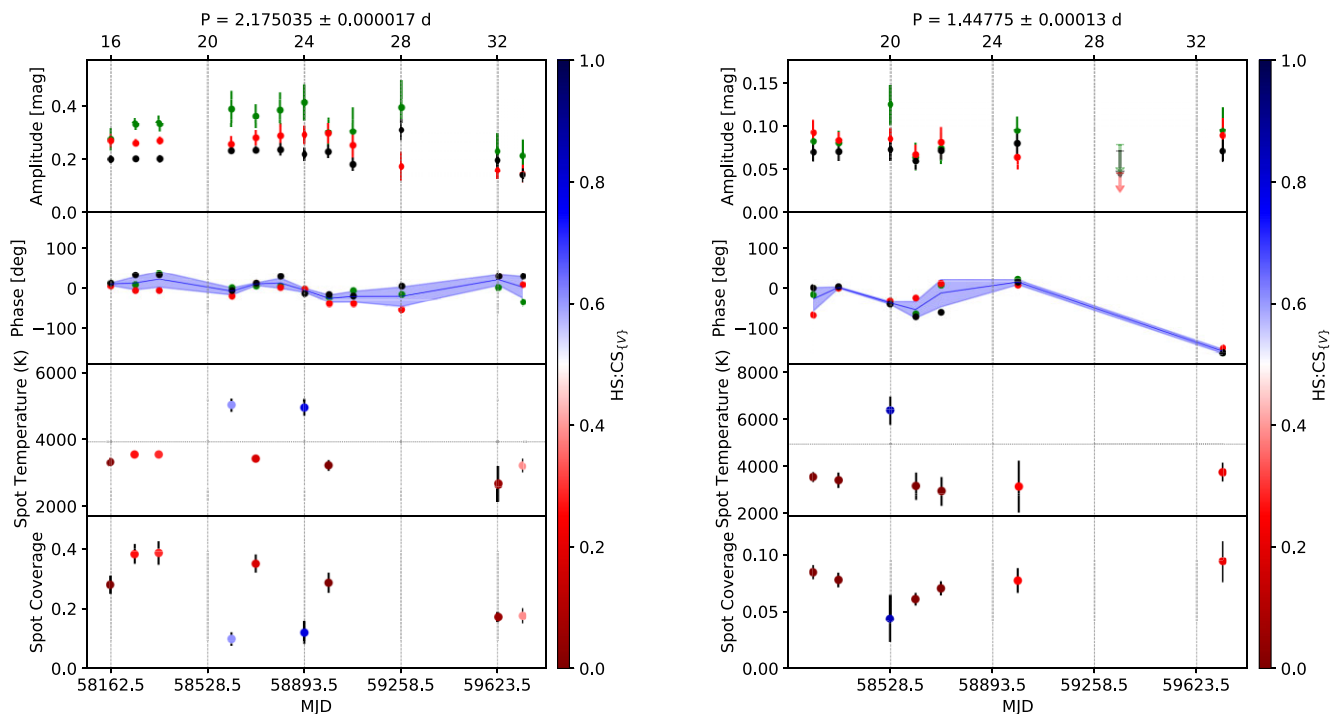 P = 2.175035 ± 0.000017 d
16 20 21 24 25 28 32
Amplitude [mag]
0.4
0.2
0.0
Phase [deg]
100
0
−100
Spot Temperature (K)
6000
4000
2000
Spot Coverage
0.4
0.2
0.0
58162.5 58528.5 58893.5 59258.5 59623.5
MJD
1.0
0.8
0.6
0.4
0.2
0.0
HS:CS{V}
P = 1.44775 ± 0.00013 d
20 24 25 28 29 32
Amplitude [mag]
0.15
0.10
0.05
0.00
Phase [deg]
100
0
−100
Spot Temperature (K)
8000
6000
4000
2000
Spot Coverage
0.10
0.05
0.00
58528.5 58893.5 59258.5 59623.5
MJD
1.0
0.8
0.6
0.4
0.2
0.0
HS:CS{V}